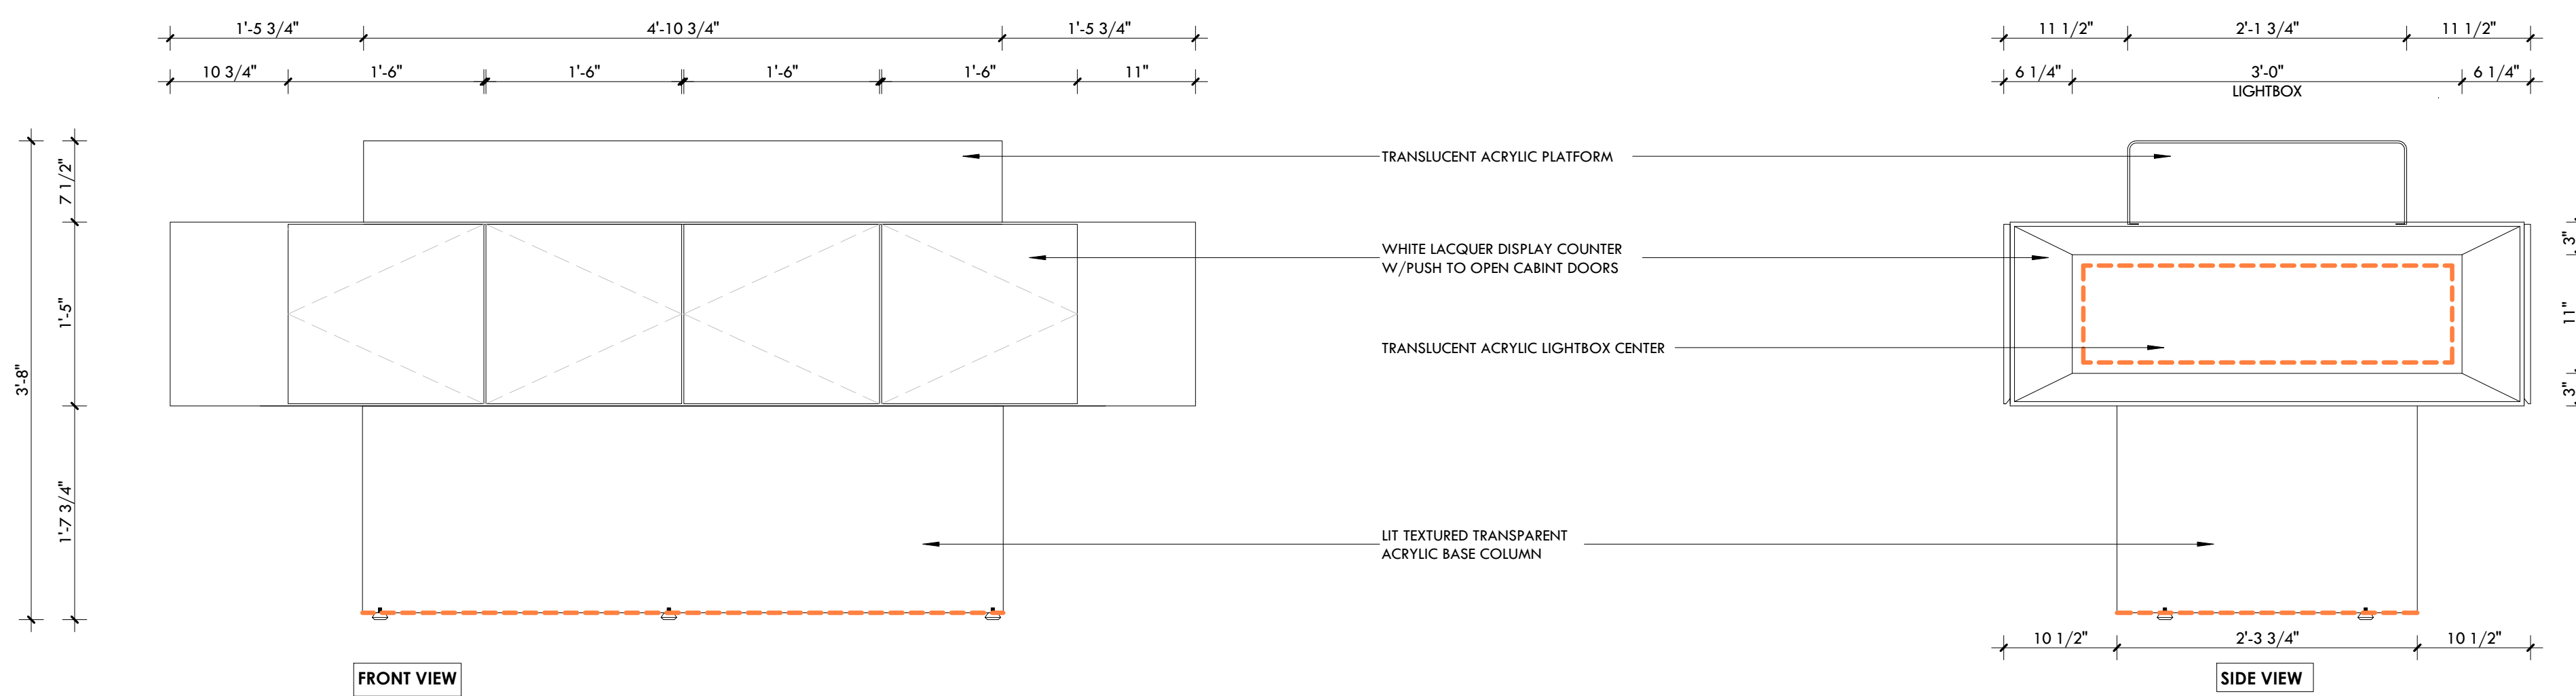 1'-5 3/4" 4'-10 3/4" 1'-5 3/4"
10 3/4" 1'-6" 1'-6" 1'-6" 1'-6" 11"
11 1/2" 2'-1 3/4" 11 1/2"
6 1/4" 3'-0" 6 1/4"
LIGHTBOX
3'-8"
7 1/2"
1'-5"
1'-7 3/4"
TRANSLUCENT ACRYLIC PLATFORM
WHITE LACQUER DISPLAY COUNTER
W/PUSH TO OPEN CABINT DOORS
TRANSLUCENT ACRYLIC LIGHTBOX CENTER
LIT TEXTURED TRANSPARENT
ACRYLIC BASE COLUMN
3"
11"
3"
10 1/2" 2'-3 3/4" 10 1/2"
FRONT VIEW
SIDE VIEW